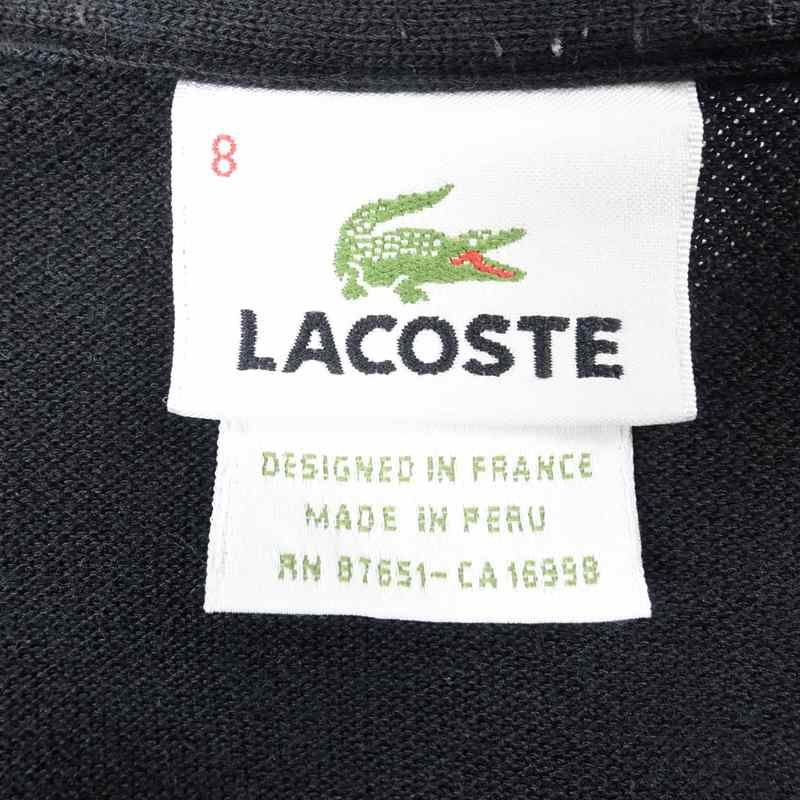 8
LACOSTE
DESIGNED IN FRANCE
MADE IN PERU
RN 87651-CA 16998